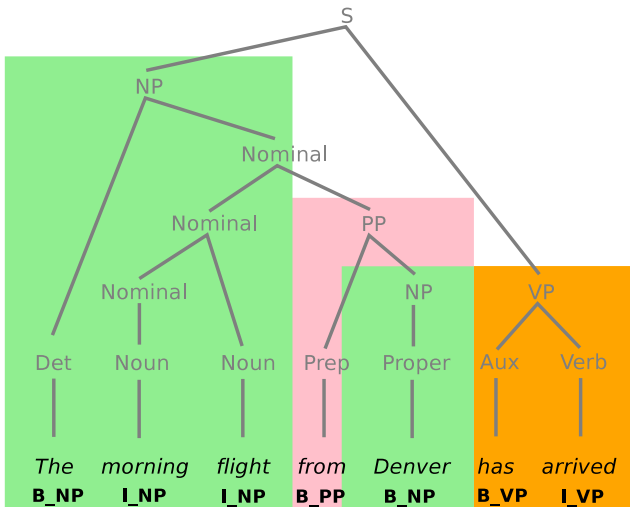 S
NP
Nominal
Nominal PP
Nominal NP VP
Det Noun Noun Prep Proper Aux Verb
The morning flight from Denver has arrived
B_NP I_NP I_NP B_PP B_NP B_VP I_VP